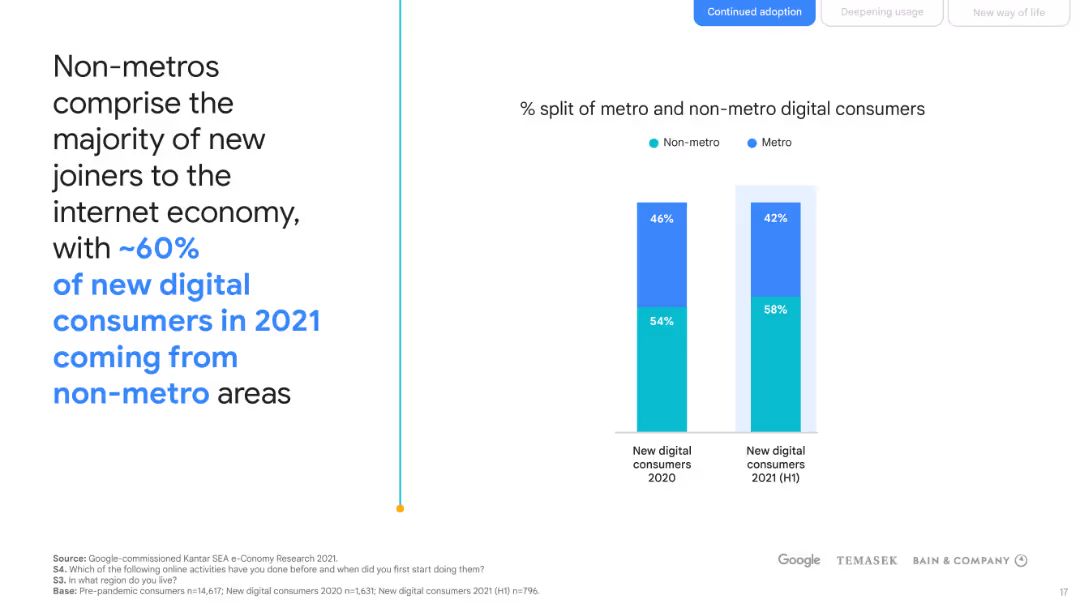 Continued adoption
Deepening usage
New way of life
Non-metros
comprise the
majority of new
joiners to the
internet economy,
with ~60%
of new digital
consumers in 2021
coming from
non-metro areas
% split of metro and non-metro digital consumers
Non-metro
Metro
46%
42%
54%
58%
New digital
consumers
2020
New digital
consumers
2021 (H1)
Source: Google-commissioned Kantar SEA e-Conomy Research 2021.
S4. Which of the following online activities have you done before and when did you first start doing them?
S3. In what region do you live?
Base: Pre-pandemic consumers n=14,617; New digital consumers 2020 n=1,631; New digital consumers 2021 (H1) n=796.
Google
TEMASEK
BAIN & COMPANY
17